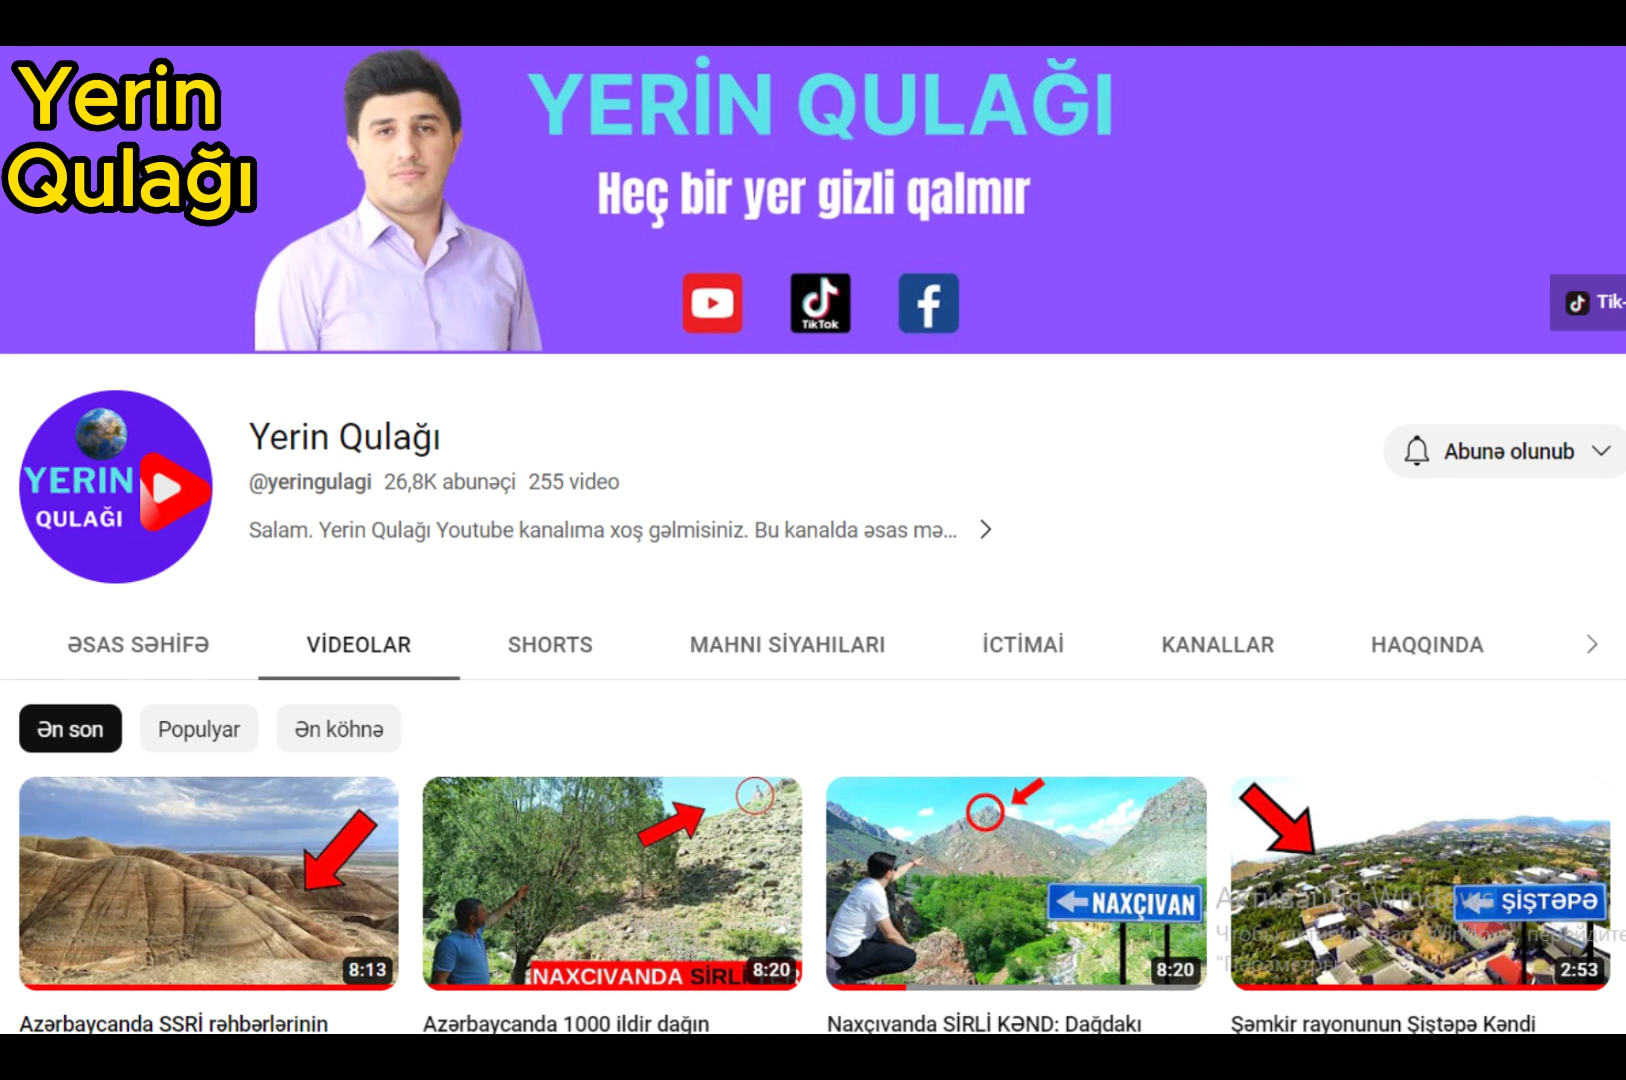 Yerin
Qulağı
YERİN QULAĞI
Heç bir yer gizli qalmır
TikTok
Tik-
YERIN
QULAĞI
Yerin Qulağı
@yeringulagi 26,8K abunəçi 255 video
Salam. Yerin Qulağı Youtube kanalıma xoş gəlmisiniz. Bu kanalda əsas mə...
Abunə olunub
ƏSAS SƏHİFƏ VİDEOLAR SHORTS MAHNI SİYAHILARI İCTİMAİ KANALLAR HAQQINDA
Ən son Populyar Ən köhnə
8:13
NAXCIVANDA
8:20
NAXÇIVAN
8:20
ŞİŞTƏPƏ
2:53
Активация Windows
Azərbaycanda SSRİ rəhbərlərinin
Azərbaycanda 1000 ildir dağın
Naxçıvanda SİRLİ KƏND: Dağdakı
Şəmkir rayonunun Şiştəpə Kəndi